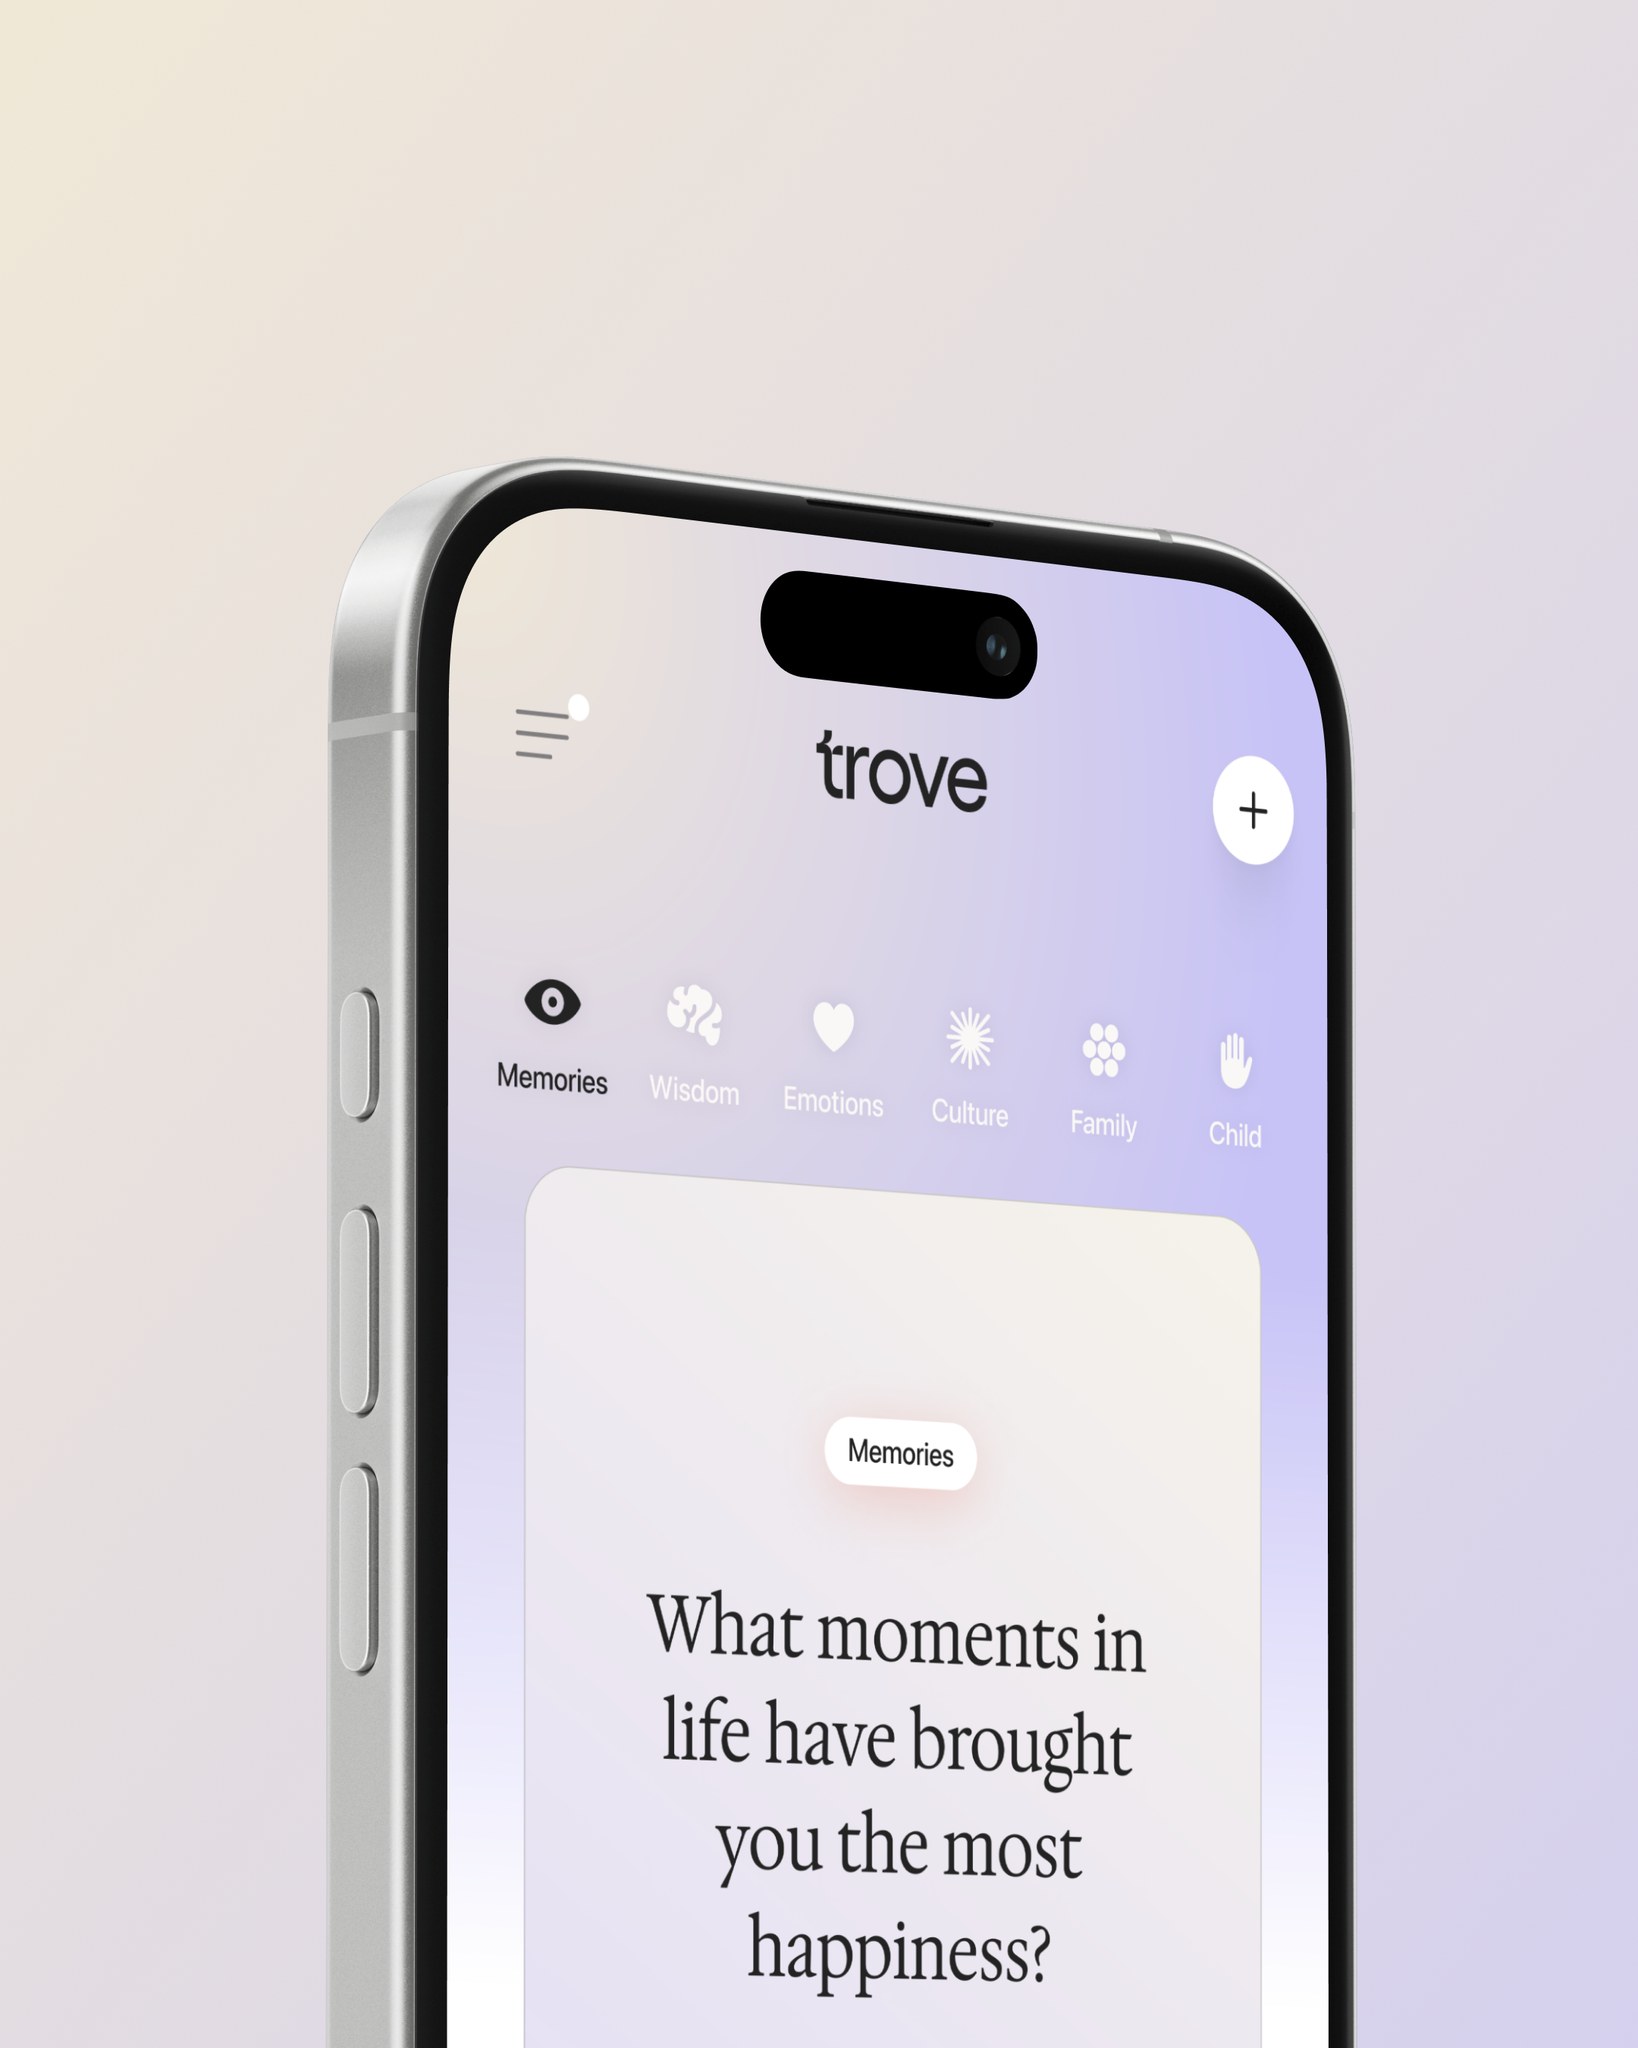 trove
Memories
Wisdom
Emotions
Culture
Family
Child
Memories
What moments in
life have brought
you the most
happiness?